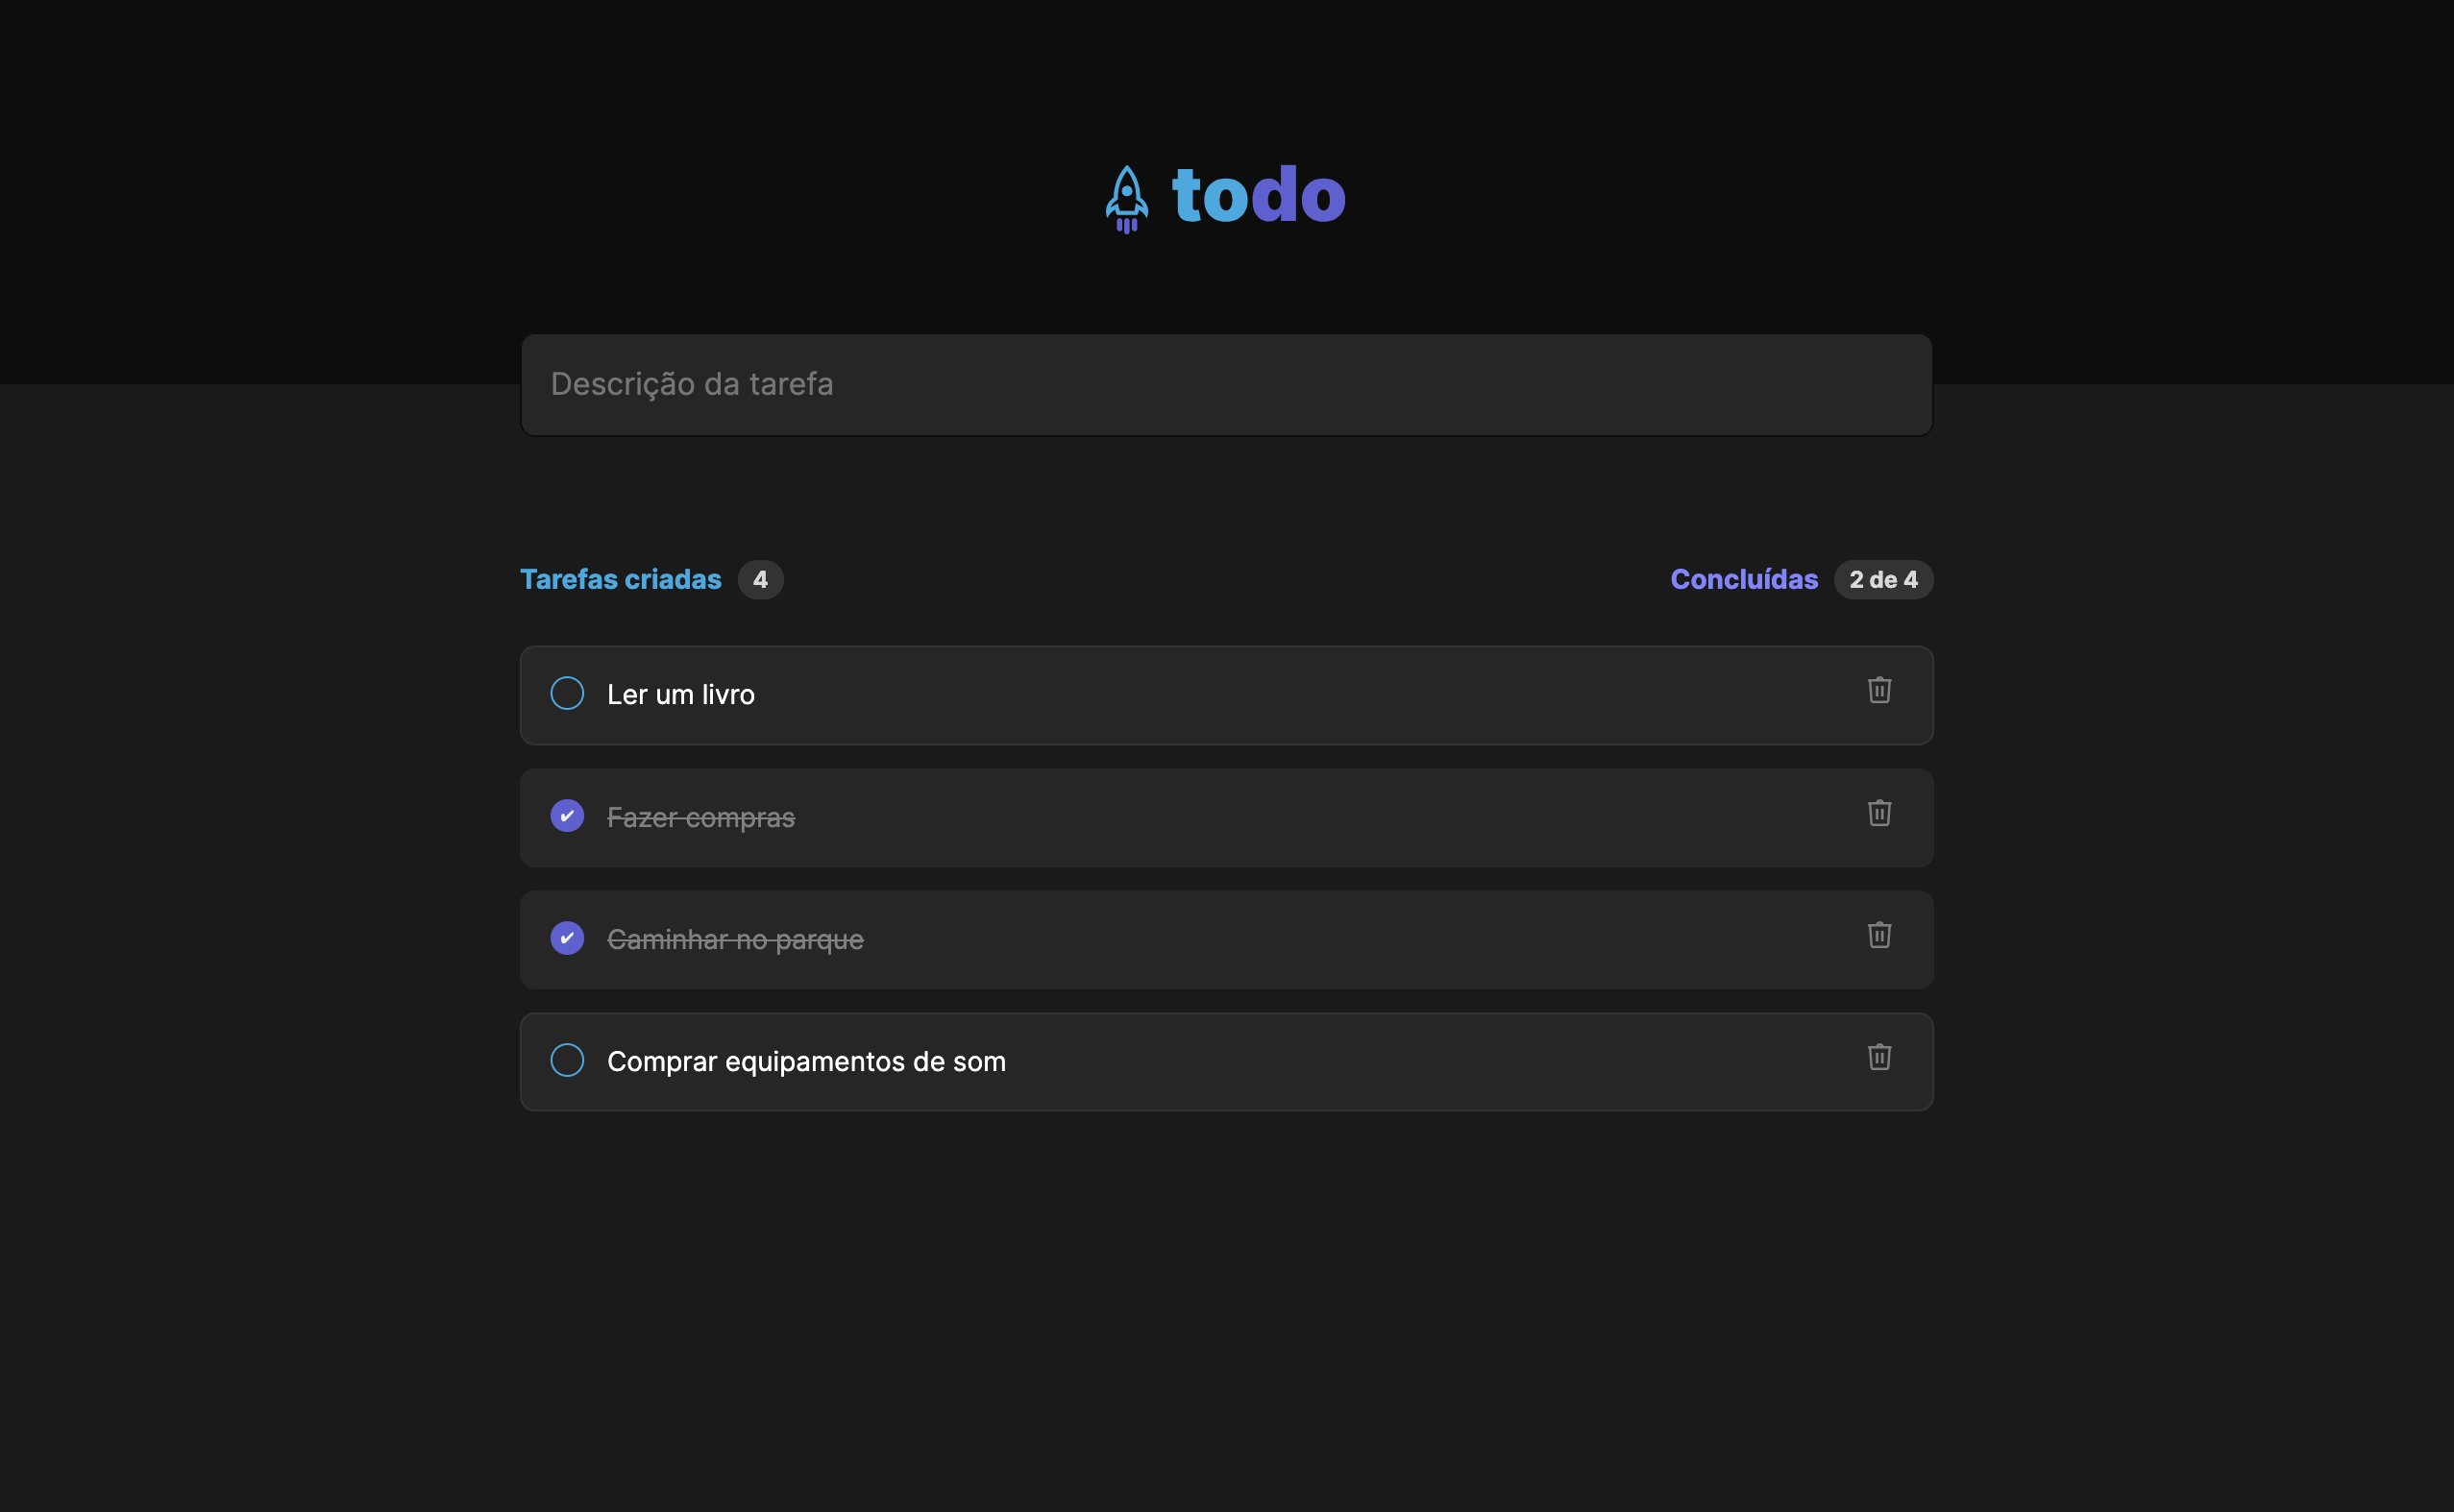 todo
Descrição da tarefa
Tarefas criadas 4
Concluídas 2 de 4
Ler um livro
Fazer compras
Caminhar no parque
Comprar equipamentos de som